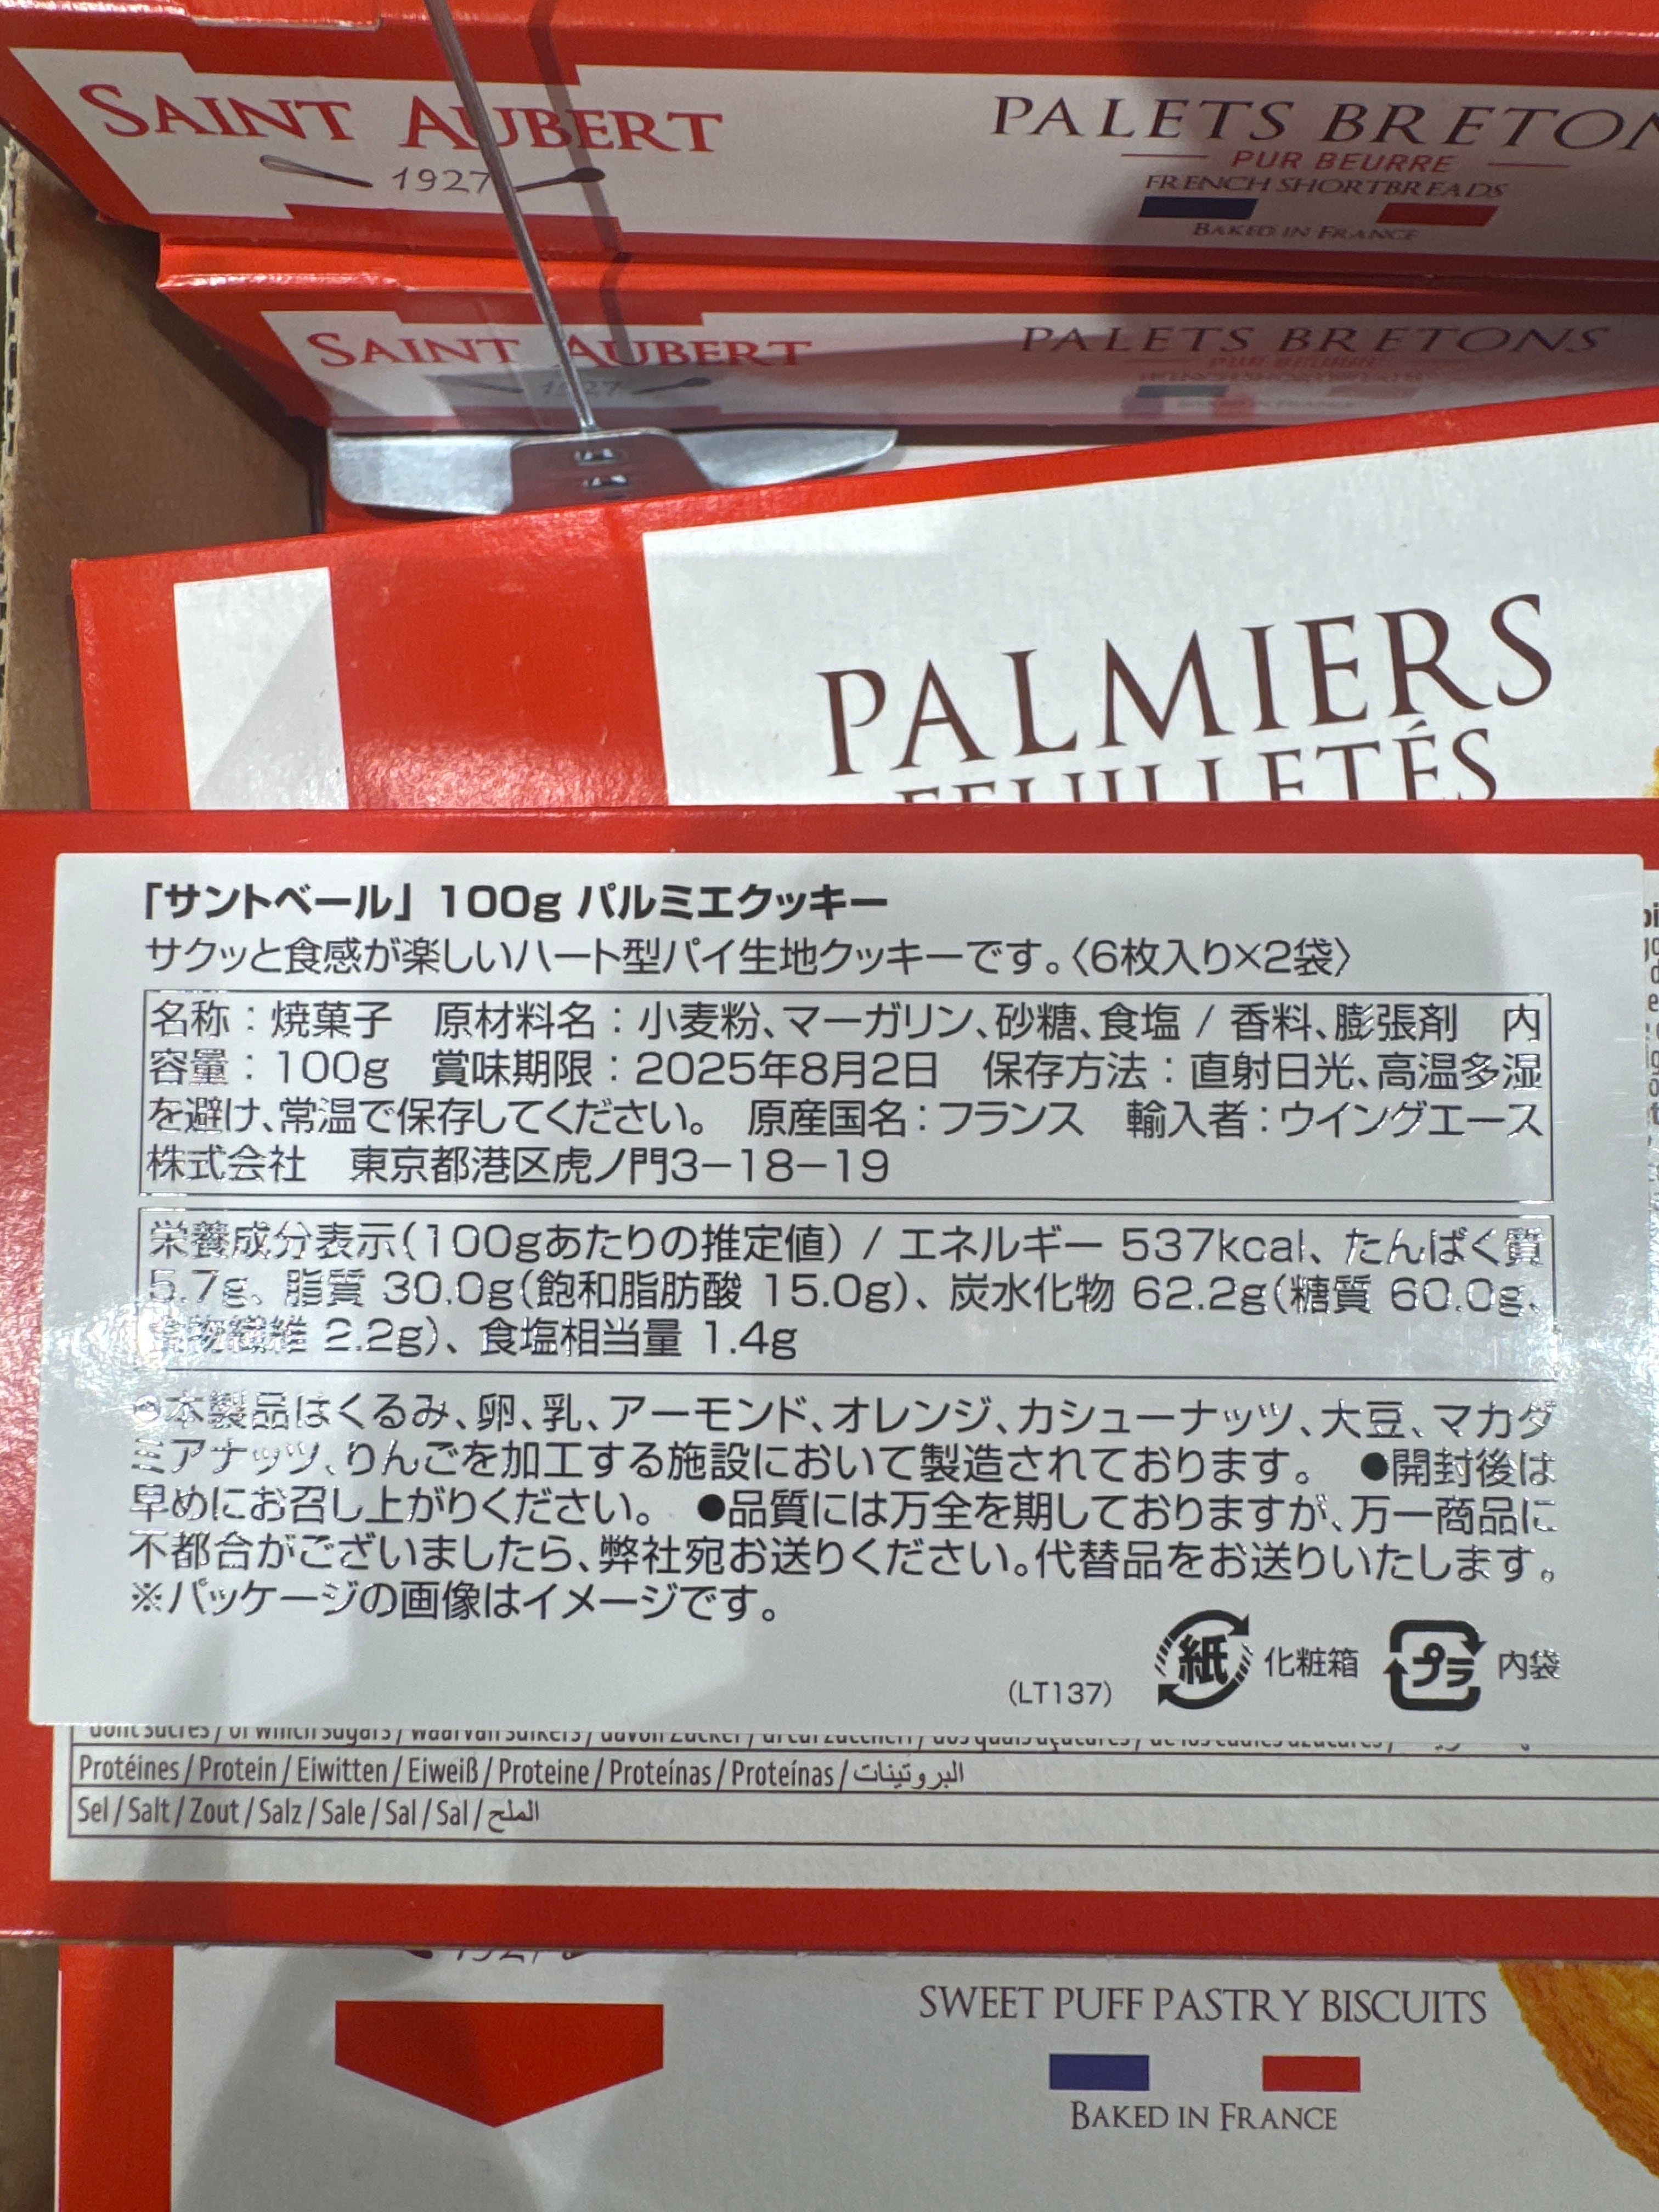 SAINT AUBERT
1927
PALETS BRETON
PUR BEURRE
FRENCH SHORTBREADS
BAKED IN FRANCE
SAINT AUBERT
1927
PALETS BRETONS
PALMIERS
FEUILLETÉS
「サントベール」100g パルミエクッキー
サクッと食感が楽しいハート型パイ生地クッキーです。〈6枚入り×2袋〉
名称:焼菓子 原材料名:小麦粉、マーガリン、砂糖、食塩 / 香料、膨張剤 内
容量:100g 賞味期限:2025年8月2日 保存方法:直射日光、高温多湿
を避け、常温で保存してください。 原産国名:フランス 輸入者:ウイングエース
株式会社 東京都港区虎ノ門3-18-19
栄養成分表示(100gあたりの推定値) / エネルギー 537kcal、たんぱく質
5.7g、脂質 30.0g(飽和脂肪酸 15.0g)、炭水化物 62.2g(糖質 60.0g、
食物繊維 2.2g)、食塩相当量 1.4g
●本製品はくるみ、卵、乳、アーモンド、オレンジ、カシューナッツ、大豆、マカダ
ミアナッツ、りんごを加工する施設において製造されております。 ●開封後は
早めにお召し上がりください。 ●品質には万全を期しておりますが、万一商品に
不都合がございましたら、弊社宛お送りください。代替品をお送りいたします。
※パッケージの画像はイメージです。
(LT137)
紙 化粧箱
プラ 内袋
dont sucres / of which sugars / waarvan suikers / davon Zucker /
Protéines / Protein / Eiwitten / Eiweiß / Proteine / Proteínas / Proteínas / البروتينات
Sel / Salt / Zout / Salz / Sale / Sal / Sal / الملح
SWEET PUFF PASTRY BISCUITS
BAKED IN FRANCE